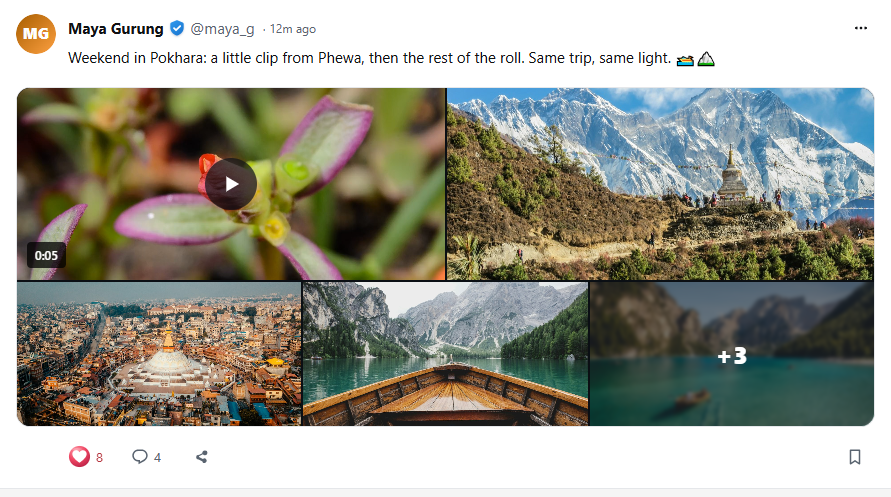 MG
Maya Gurung @maya_g · 12m ago
Weekend in Pokhara: a little clip from Phewa, then the rest of the roll. Same trip, same light. 🚤🏔
0:05
+3
8 4